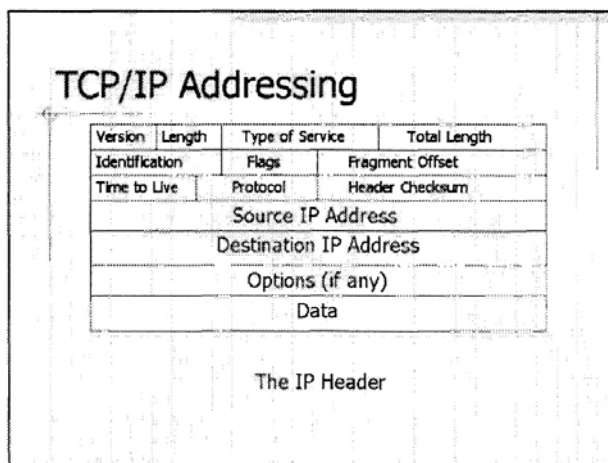 TCP/IP Addressing
Version Length Type of Service Total Length
Identification Flags Fragment Offset
Time to Live Protocol Header Checksum
Source IP Address
Destination IP Address
Options (if any)
Data
The IP Header